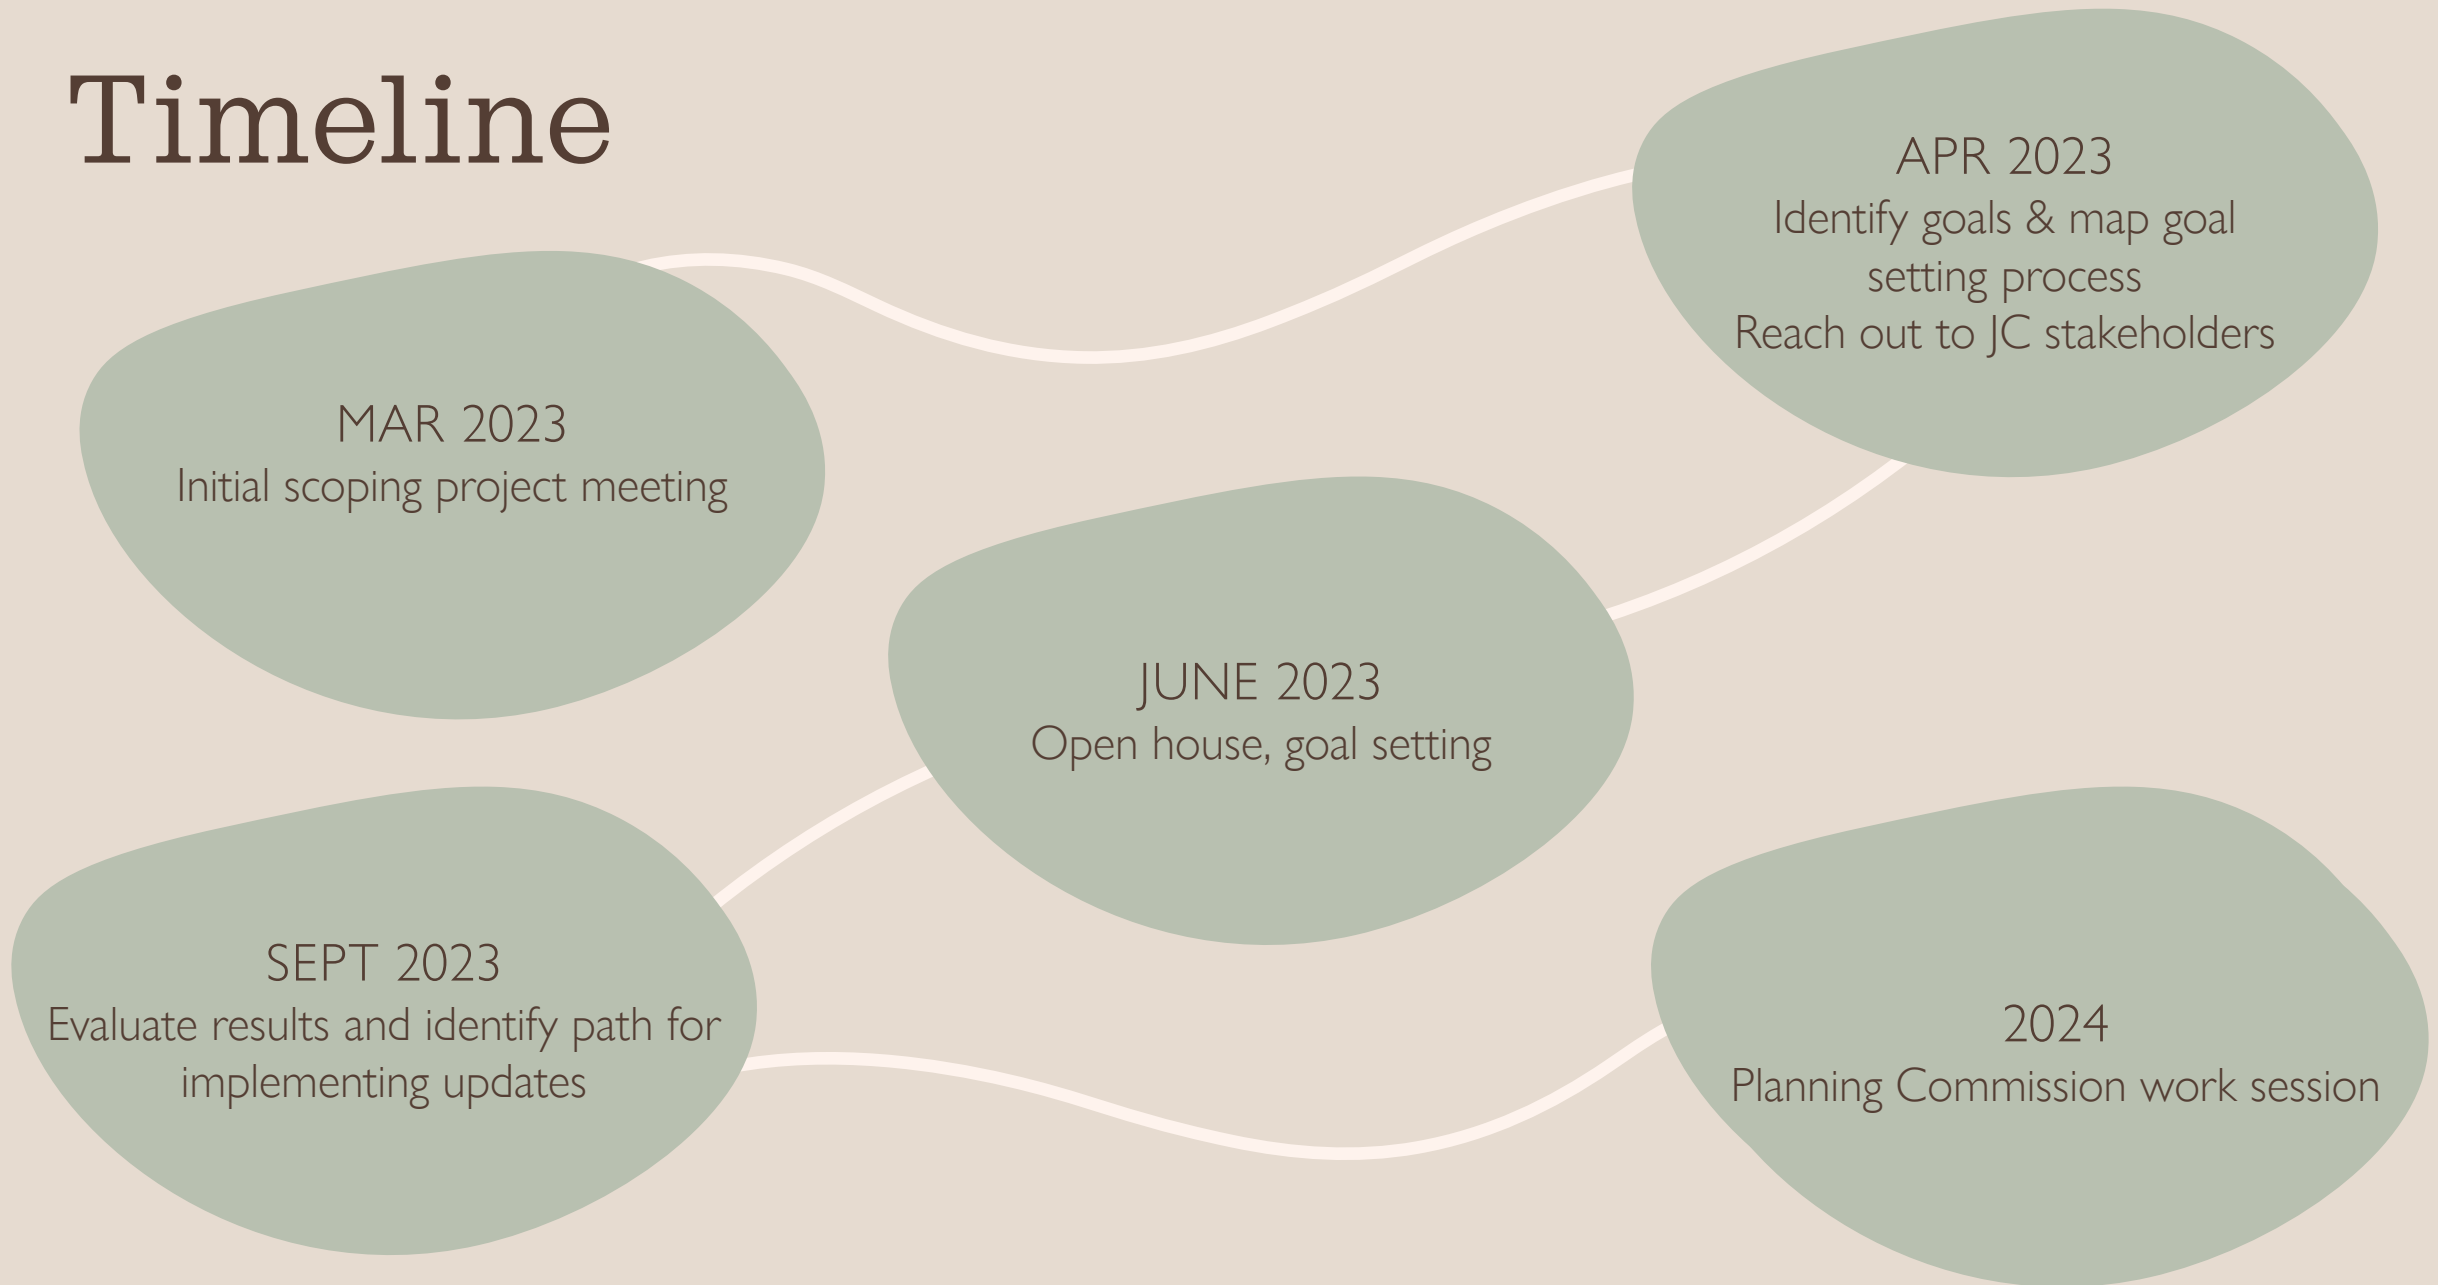 Timeline
MAR 2023
Initial scoping project meeting
APR 2023
Identify goals & map goal
setting process
Reach out to JC stakeholders
JUNE 2023
Open house, goal setting
SEPT 2023
Evaluate results and identify path for
implementing updates
2024
Planning Commission work session